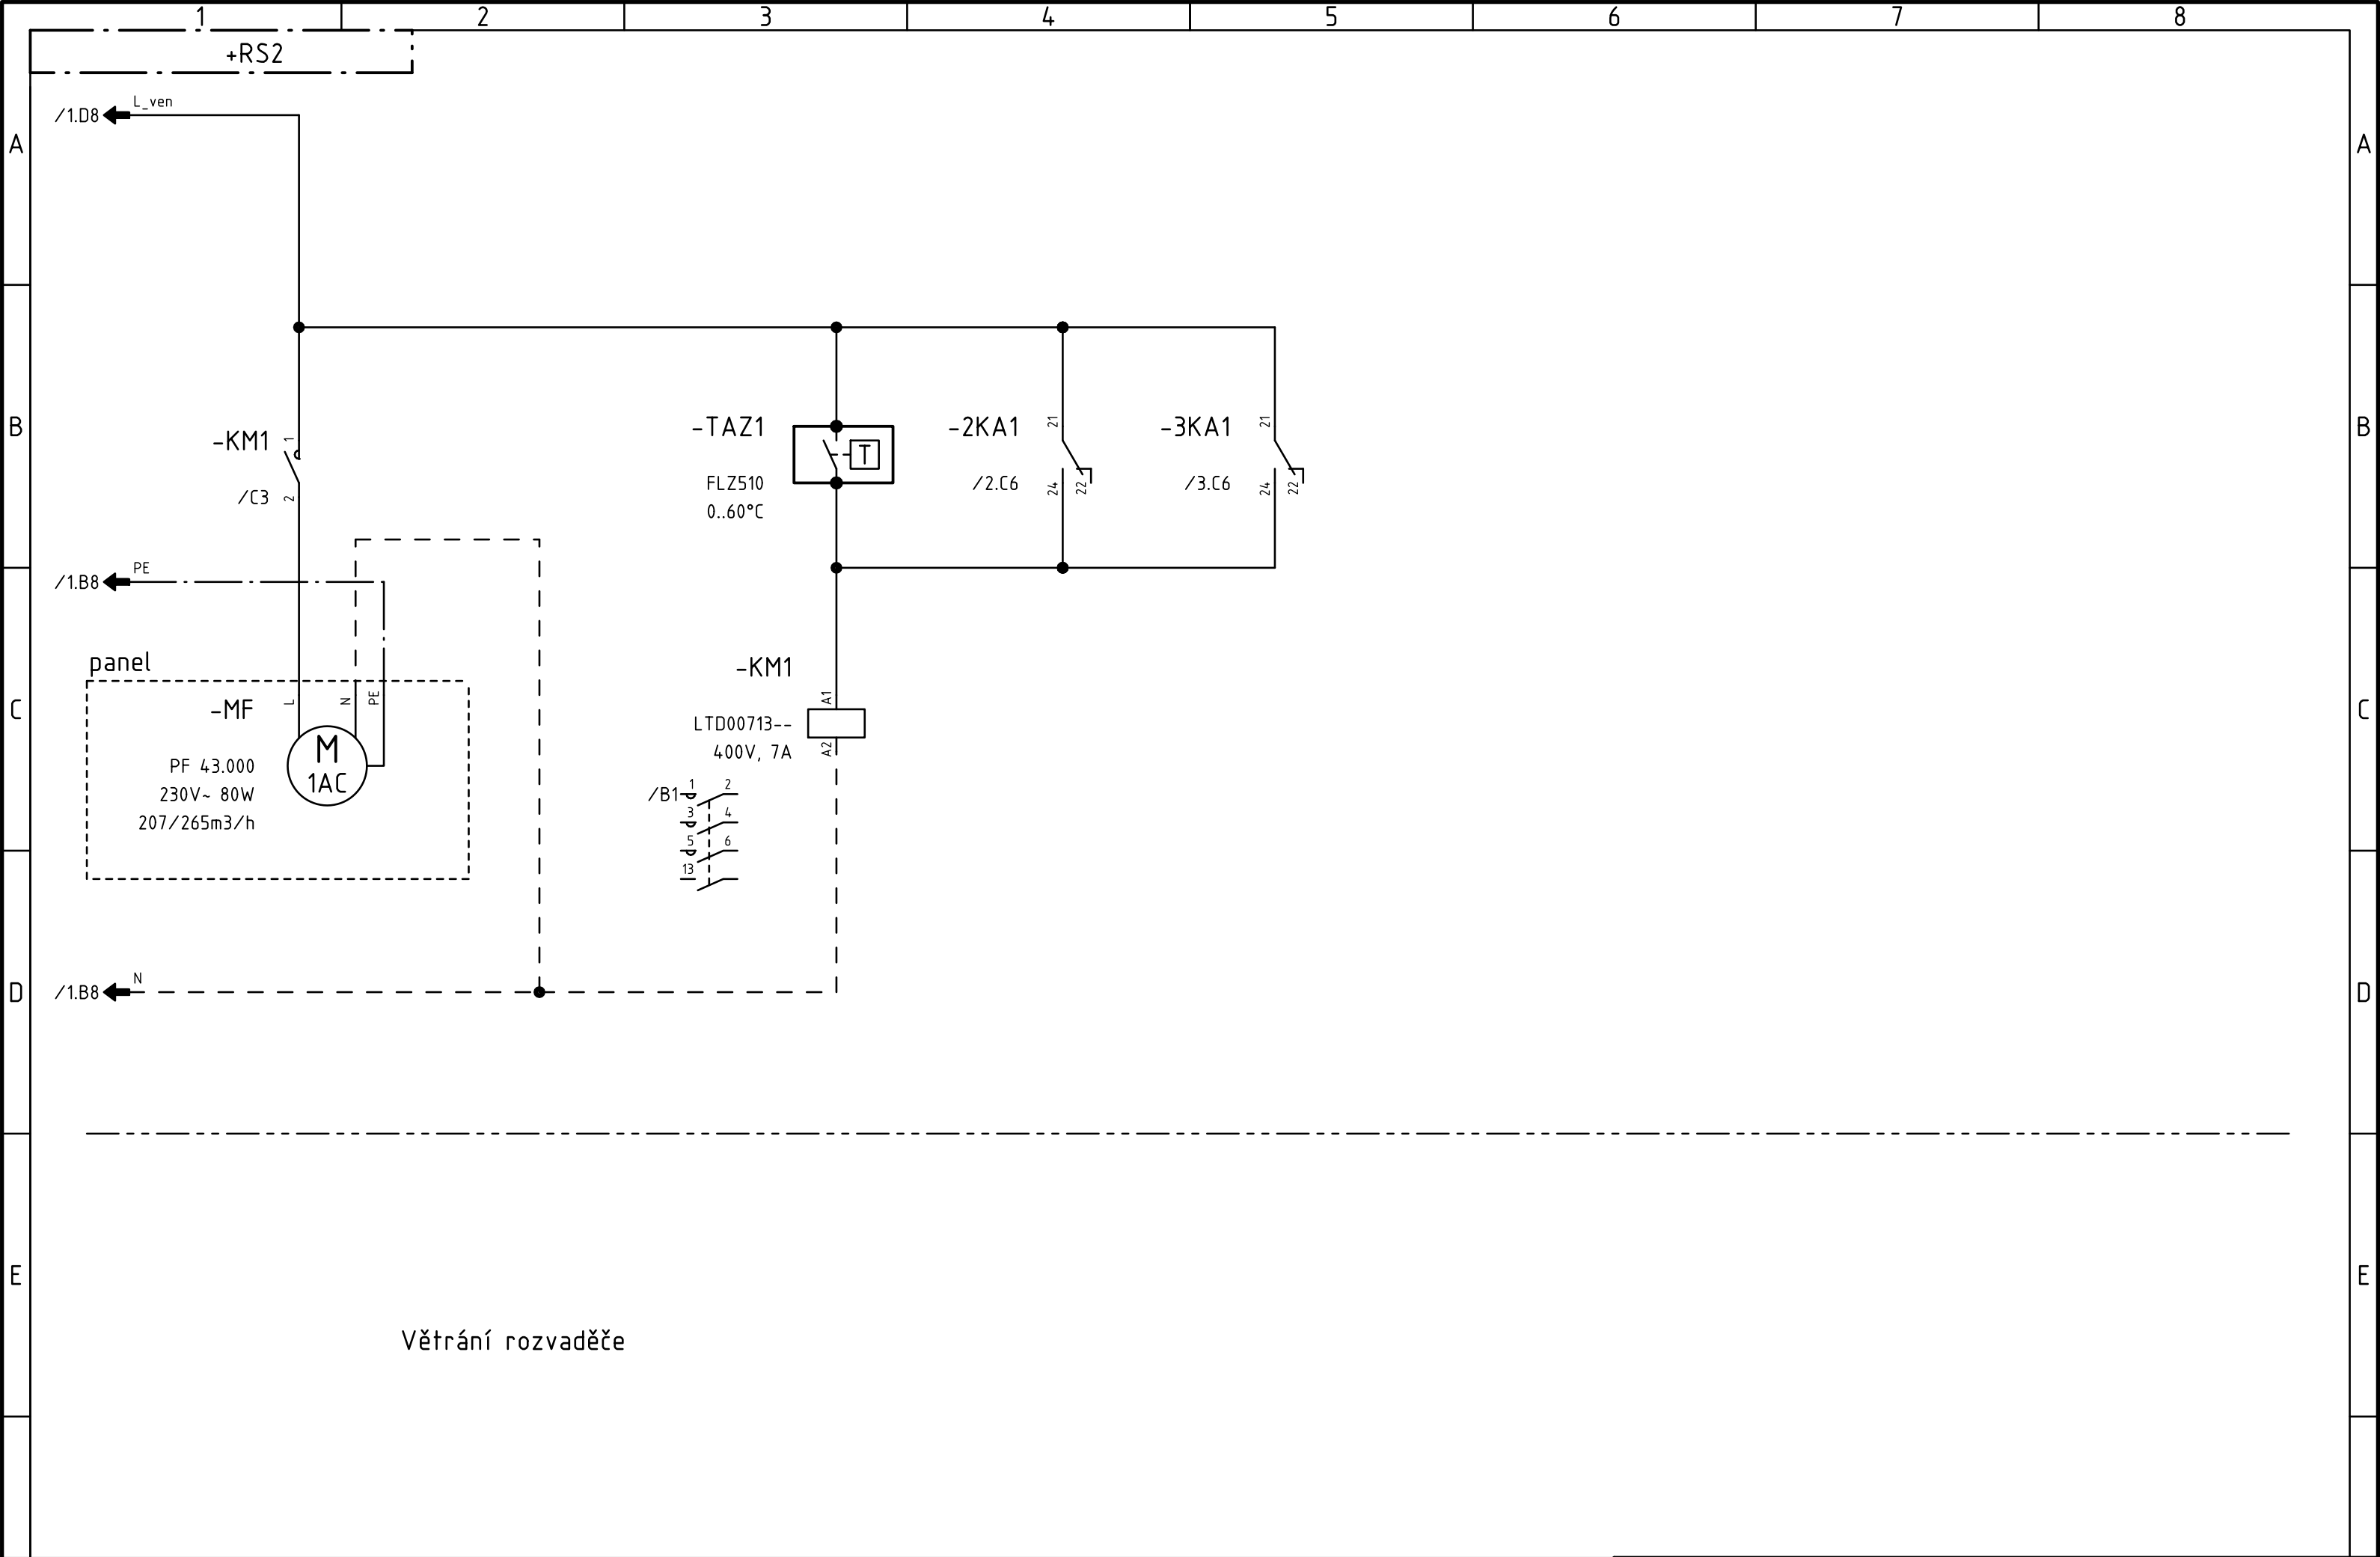 1 2 3 4 5 6 7 8
+RS2
L_ven
/1.D8
A A
B B
-KM1 1
/C3 2
-TAZ1
T
FLZ510
0..60°C
-2KA1 21
/2.C6 24 22
-3KA1 21
/3.C6 24 22
PE
/1.B8
panel
C C
-MF L N PE
M
1AC
PF 43.000
230V~ 80W
207/265m3/h
-KM1
A1
LTD00713--
400V, 7A A2
/B1 1 2
3 4
5 6
13
N
/1.B8
D D
E E
Větrání rozvaděče